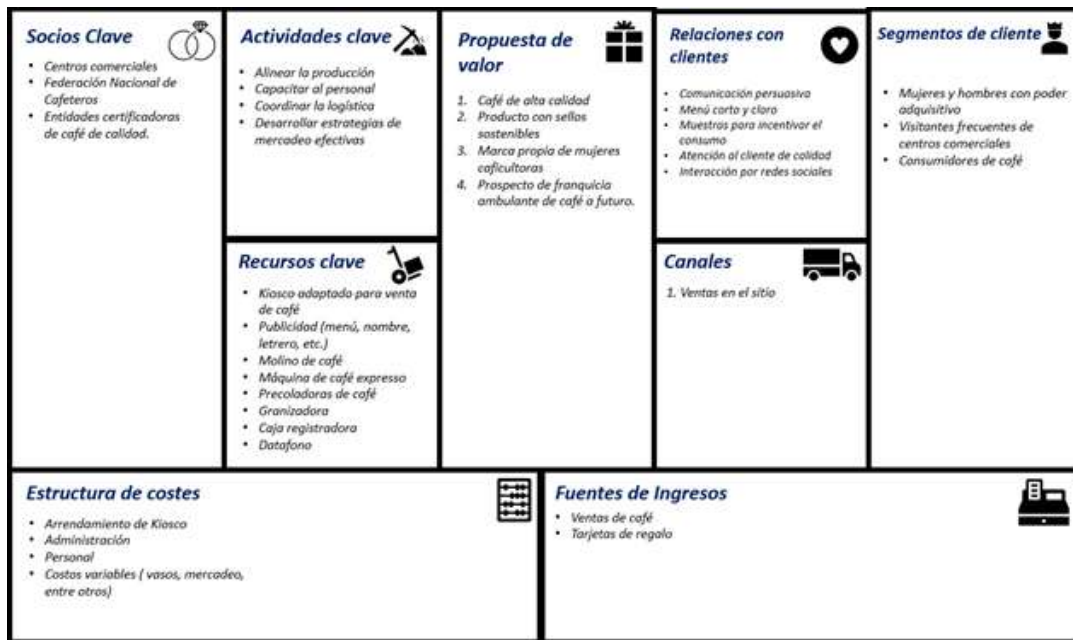 Socios Clave
• Centros comerciales
• Federación Nacional de
Cafeteros
• Entidades certificadoras
de café de calidad.
Actividades clave
• Alinear la producción
• Capacitar al personal
• Coordinar la logística
• Desarrollar estrategias de
mercadeo efectivas
Recursos clave
• Kiosco adaptado para venta
de café
• Publicidad (menú, nombre,
letrero, etc.)
• Molino de café
• Máquina de café expresso
• Precoladoras de café
• Granizadora
• Caja registradora
• Datafono
Propuesta de
valor
1. Café de alta calidad
2. Producto con sellos
sostenibles
3. Marca propia de mujeres
caficultoras
4. Prospecto de franquicia
ambulante de café a futuro.
Relaciones con
clientes
• Comunicación persuasiva
• Menú corto y claro
• Muestras para incentivar el
consumo
• Atención al cliente de calidad
• Interacción por redes sociales
Canales
1. Ventas en el sitio
Segmentos de cliente
• Mujeres y hombres con poder
adquisitivo
• Visitantes frecuentes de
centros comerciales
• Consumidores de café
Estructura de costes
• Arrendamiento de Kiosco
• Administración
• Personal
• Costos variables ( vasos, mercadeo,
entre otros)
Fuentes de Ingresos
• Ventas de café
• Tarjetas de regalo